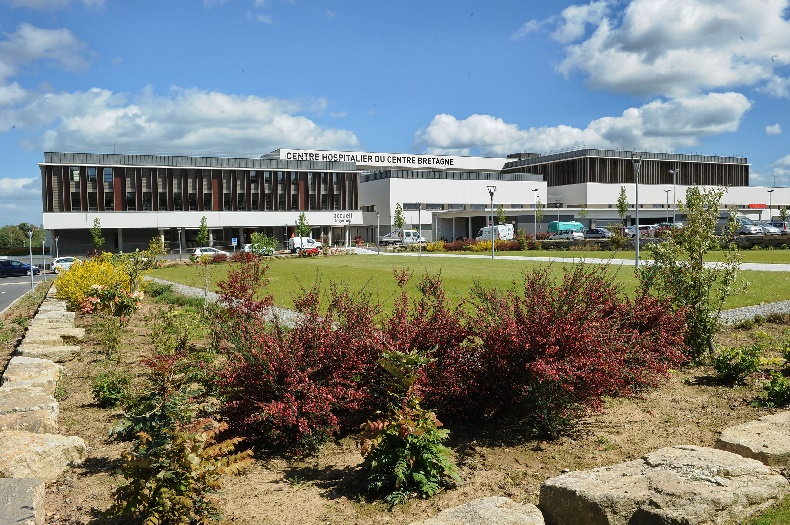 CENTRE HOSPITALIER DU CENTRE BRETAGNE
accueil